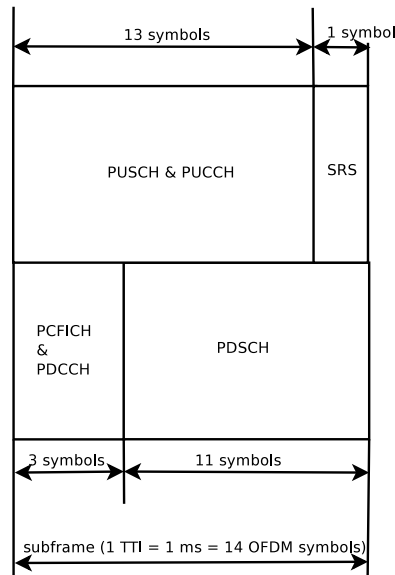 13 symbols
1 symbol
PUSCH & PUCCH
SRS
PCFICH
&
PDCCH
PDSCH
3 symbols
11 symbols
subframe (1 TTI = 1 ms = 14 OFDM symbols)